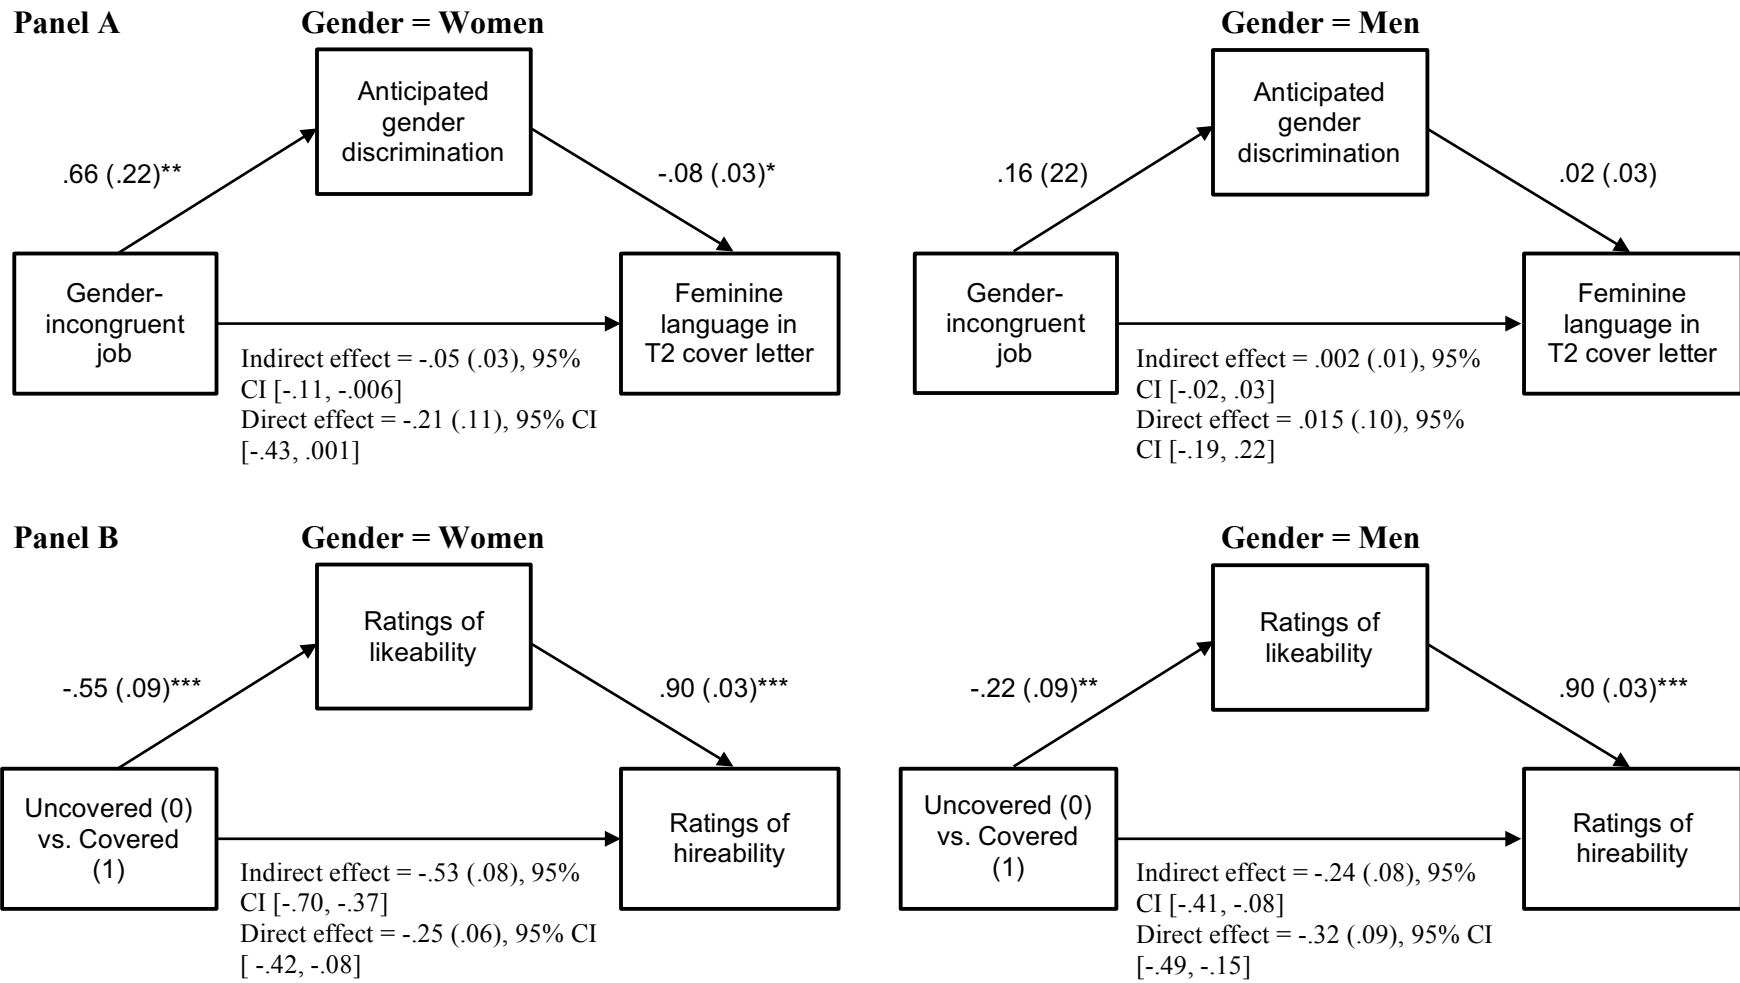 Panel A
Gender = Women
Anticipated
gender
discrimination
.66 (.22)**
-.08 (.03)*
Gender-
incongruent
job
Feminine
language in
T2 cover letter
Indirect effect = -.05 (.03), 95%
CI [-.11, -.006]
Direct effect = -.21 (.11), 95% CI
[-.43, .001]
Gender = Men
Anticipated
gender
discrimination
.16 (22)
.02 (.03)
Gender-
incongruent
job
Feminine
language in
T2 cover letter
Indirect effect = .002 (.01), 95%
CI [-.02, .03]
Direct effect = .015 (.10), 95%
CI [-.19, .22]
Panel B
Gender = Women
Ratings of
likeability
-.55 (.09)***
.90 (.03)***
Uncovered (0)
vs. Covered
(1)
Ratings of
hireability
Indirect effect = -.53 (.08), 95%
CI [-.70, -.37]
Direct effect = -.25 (.06), 95% CI
[ -.42, -.08]
Gender = Men
Ratings of
likeability
-.22 (.09)**
.90 (.03)***
Uncovered (0)
vs. Covered
(1)
Ratings of
hireability
Indirect effect = -.24 (.08), 95%
CI [-.41, -.08]
Direct effect = -.32 (.09), 95% CI
[-.49, -.15]